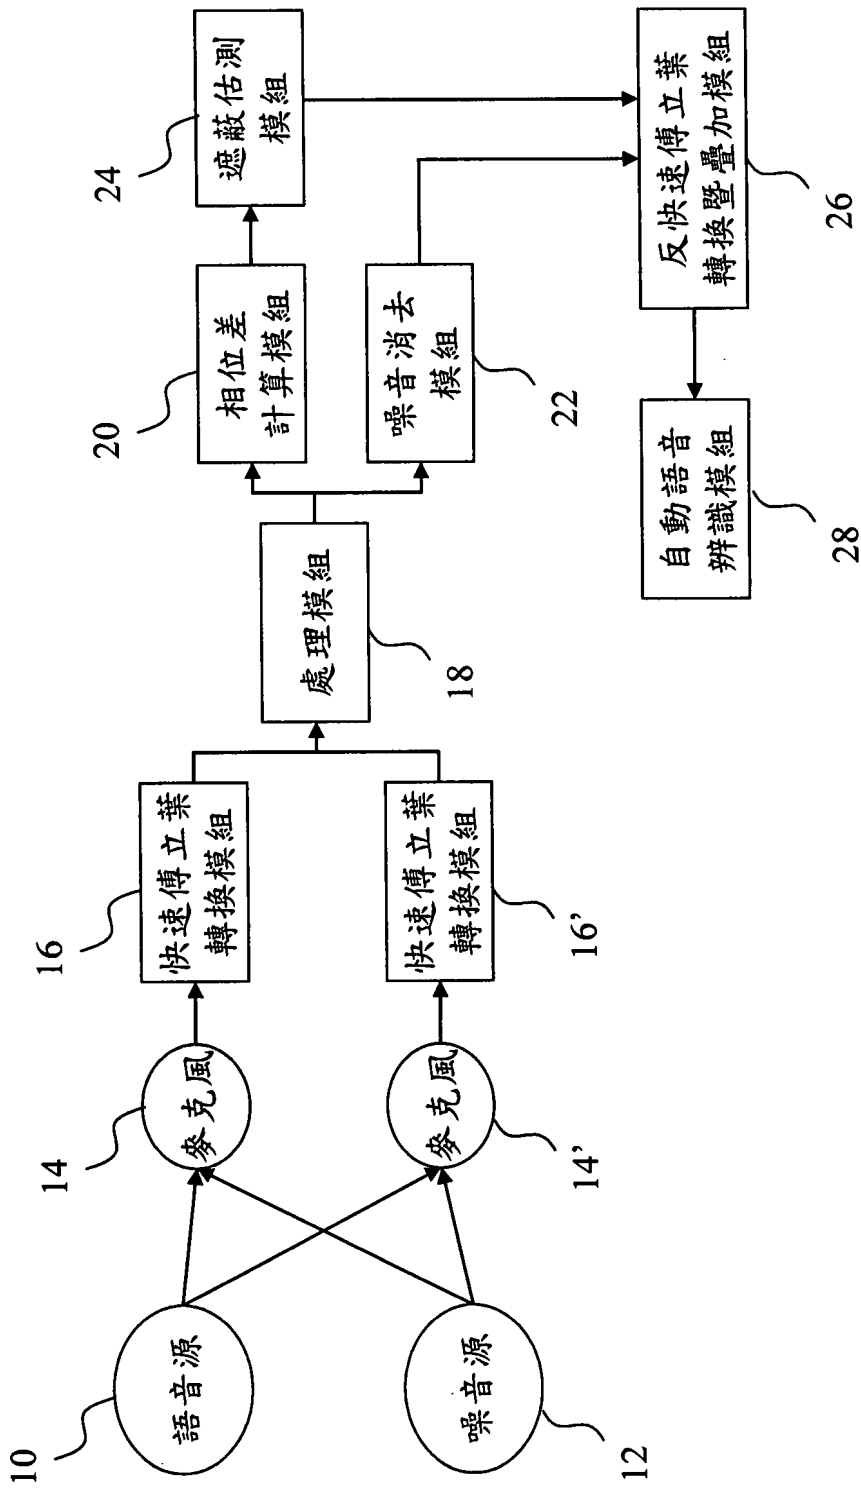 10
語音源
12
噪音源
14
麥克風
14’
麥克風
16
快速傅立葉
轉換模組
16’
快速傅立葉
轉換模組
18
處理模組
20
相位差
計算模組
22
噪音消去
模組
24
遮蔽估測
模組
26
反快速傅立葉
轉換暨疊加模組
28
自動語音
辨識模組